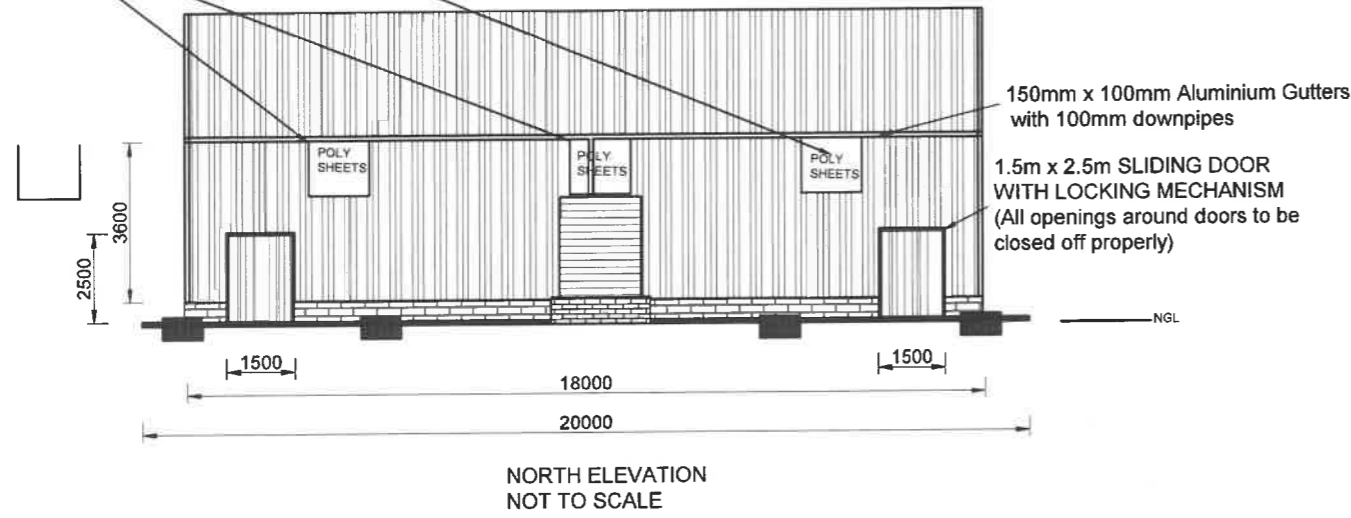 150mm x 100mm Aluminium Gutters
with 100mm downpipes
POLY
SHEETS
POLY
SHEETS
POLY
SHEETS
1.5m x 2.5m SLIDING DOOR
WITH LOCKING MECHANISM
(All openings around doors to be
closed off properly)
3600
2500
NGL
1500
1500
18000
20000
NORTH ELEVATION
NOT TO SCALE